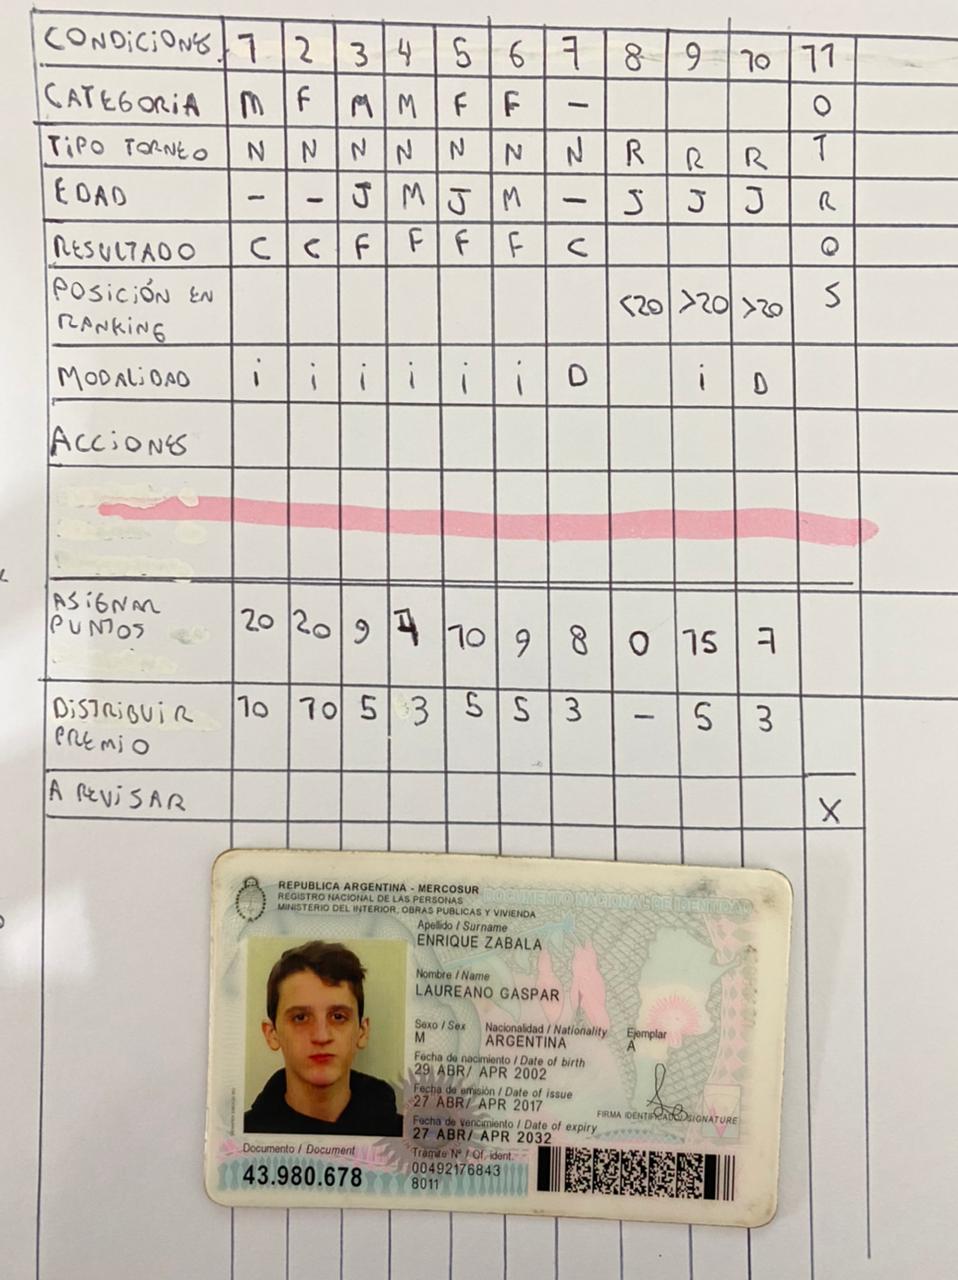 CONDICIONES 1 2 3 4 5 6 7 8 9 10 11
CATEGORIA M F M M F F - O
TIPO TORNEO N N N N N N N R R R T
EDAD - - J M J M - J J J R
RESULTADO C C F F F F C O
POSICIÓN EN
RANKING <20 >20 >20 S
MODALIDAD i i i i i i D i D
ACCIONES
ASIGNAR
PUNTOS 20 20 9 7 10 9 8 0 15 7
DISTRIBUIR
PREMIO 10 10 5 3 5 5 3 - 5 3
A REVISAR X
REPUBLICA ARGENTINA - MERCOSUR
REGISTRO NACIONAL DE LAS PERSONAS
MINISTERIO DEL INTERIOR, OBRAS PUBLICAS Y VIVIENDA
DOCUMENTO NACIONAL DE IDENTIDAD
Apellido / Surname
ENRIQUE ZABALA
Nombre / Name
LAUREANO GASPAR
Sexo / Sex Nacionalidad / Nationality Ejemplar
M ARGENTINA A
Fecha de nacimiento / Date of birth
29 ABR/ APR 2002
Fecha de emisión / Date of issue
27 ABR/ APR 2017
FIRMA IDENTIFICADO / SIGNATURE
Fecha de vencimiento / Date of expiry
27 ABR/ APR 2032
Documento / Document
43.980.678
Trámite N° / Of. ident.
00492176843
8011